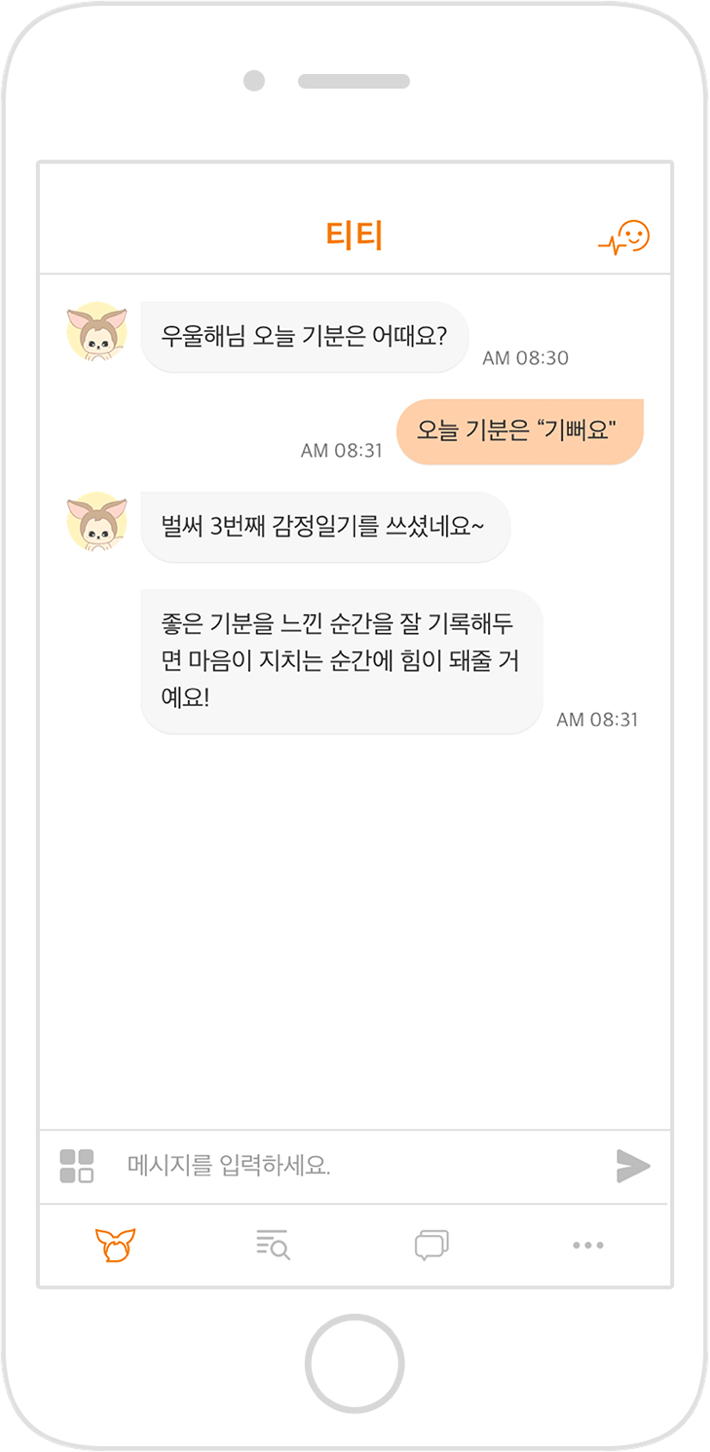 티티
우울해님 오늘 기분은 어때요?
AM 08:30
오늘 기분은 “기뻐요"
AM 08:31
벌써 3번째 감정일기를 쓰셨네요~
좋은 기분을 느낀 순간을 잘 기록해두
면 마음이 지치는 순간에 힘이 돼줄 거
예요!
AM 08:31
메시지를 입력하세요.